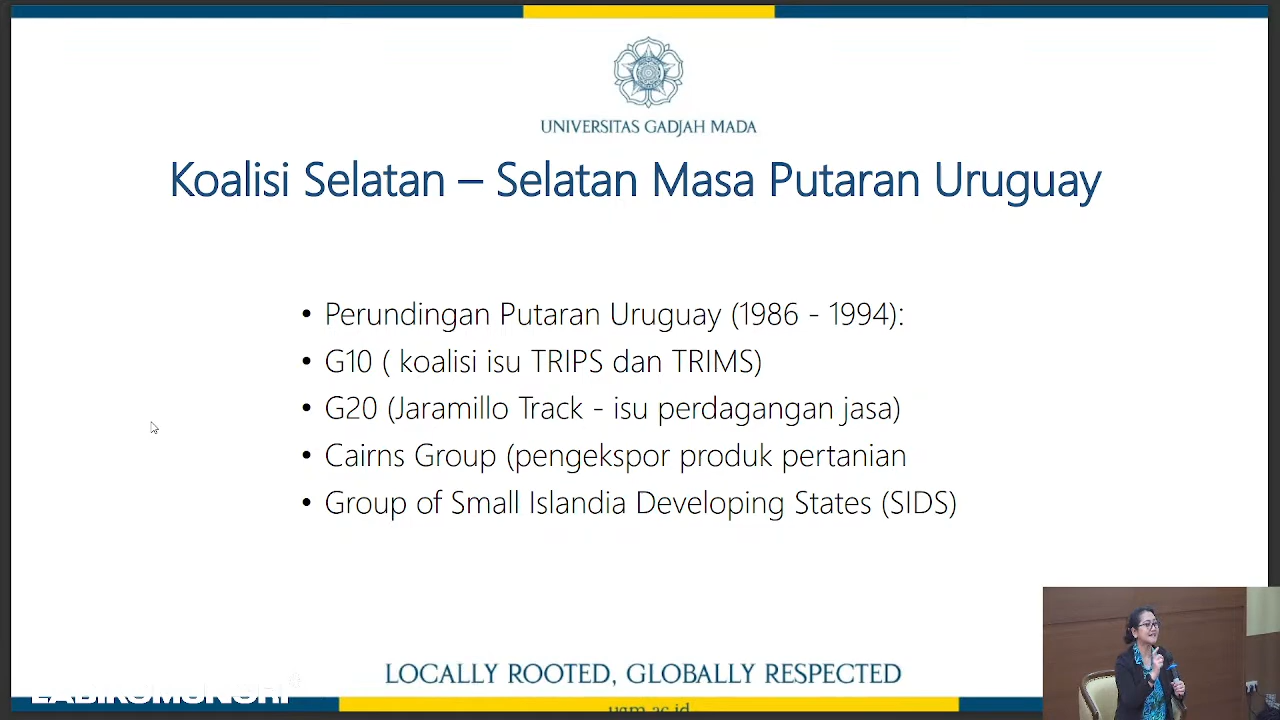 UNIVERSITAS GADJAH MADA
Koalisi Selatan – Selatan Masa Putaran Uruguay
• Perundingan Putaran Uruguay (1986 - 1994):
• G10 ( koalisi isu TRIPS dan TRIMS)
• G20 (Jaramillo Track - isu perdagangan jasa)
• Cairns Group (pengekspor produk pertanian
• Group of Small Islandia Developing States (SIDS)
LOCALLY ROOTED, GLOBALLY RESPECTED
ugm.ac.id